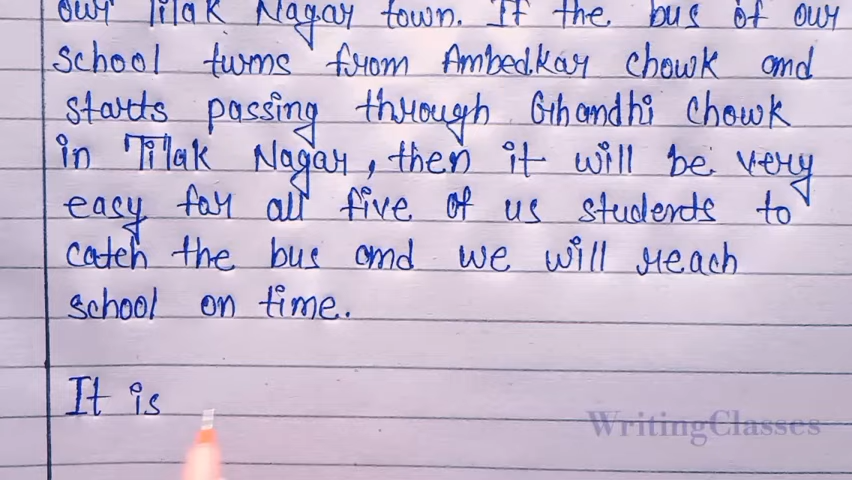 our Tilak Nagar town. If the bus of our
school turns from Ambedkar chowk and
starts passing through Ghandhi chowk
in Tilak Nagar, then it will be very
easy for all five of us students to
catch the bus and we will reach
school on time.
It is
WritingClasses